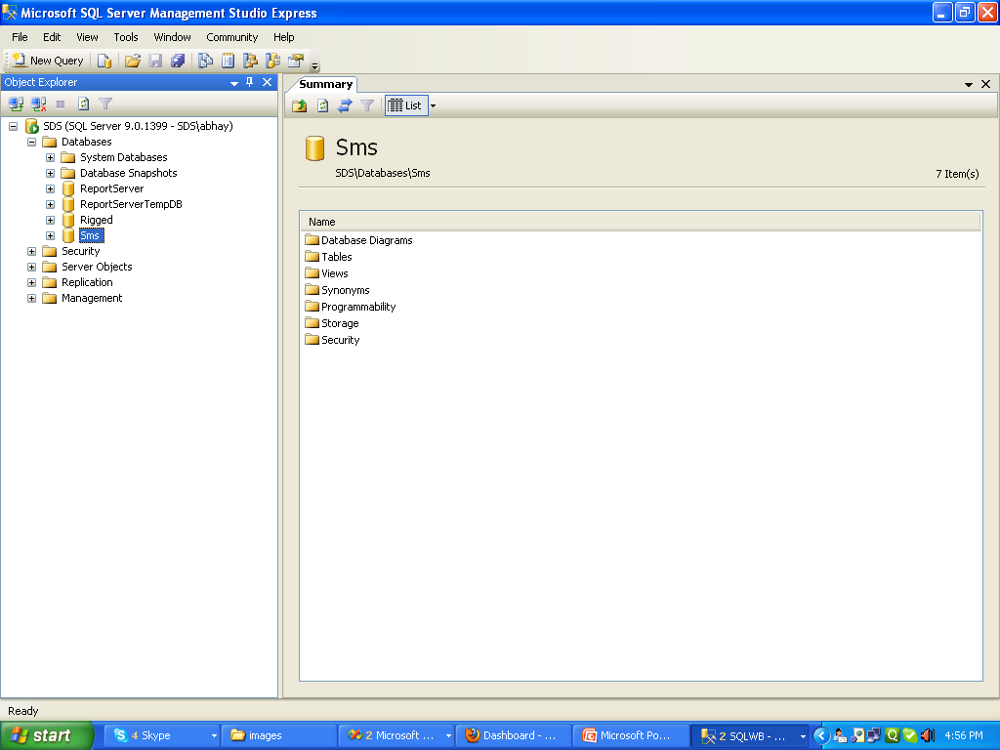 Microsoft SQL Server Management Studio Express
File Edit View Tools Window Community Help
New Query
Object Explorer
Summary
List
SDS (SQL Server 9.0.1399 - SDS\abhay)
Databases
System Databases
Database Snapshots
ReportServer
ReportServerTempDB
Rigged
Sms
Security
Server Objects
Replication
Management
Sms
SDS\Databases\Sms
7 Item(s)
Name
Database Diagrams
Tables
Views
Synonyms
Programmability
Storage
Security
Ready
start
4 Skype
images
2 Microsoft ...
Dashboard - ...
Microsoft Po...
2 SQLWB - ...
4:56 PM